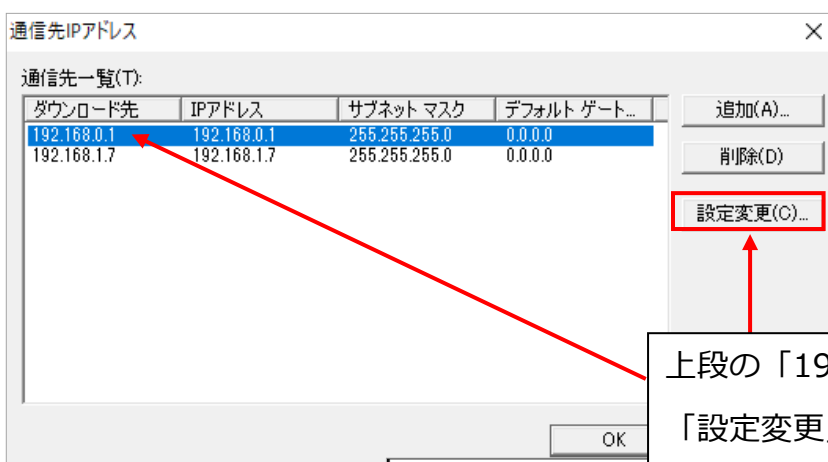 通信先IPアドレス
通信先一覧(T):
ダウンロード先 IPアドレス サブネット マスク デフォルト ゲート...
192.168.0.1 192.168.0.1 255.255.255.0 0.0.0.0
192.168.1.7 192.168.1.7 255.255.255.0 0.0.0.0
追加(A)...
削除(D)
設定変更(C)...
上段の「19
「設定変更
OK